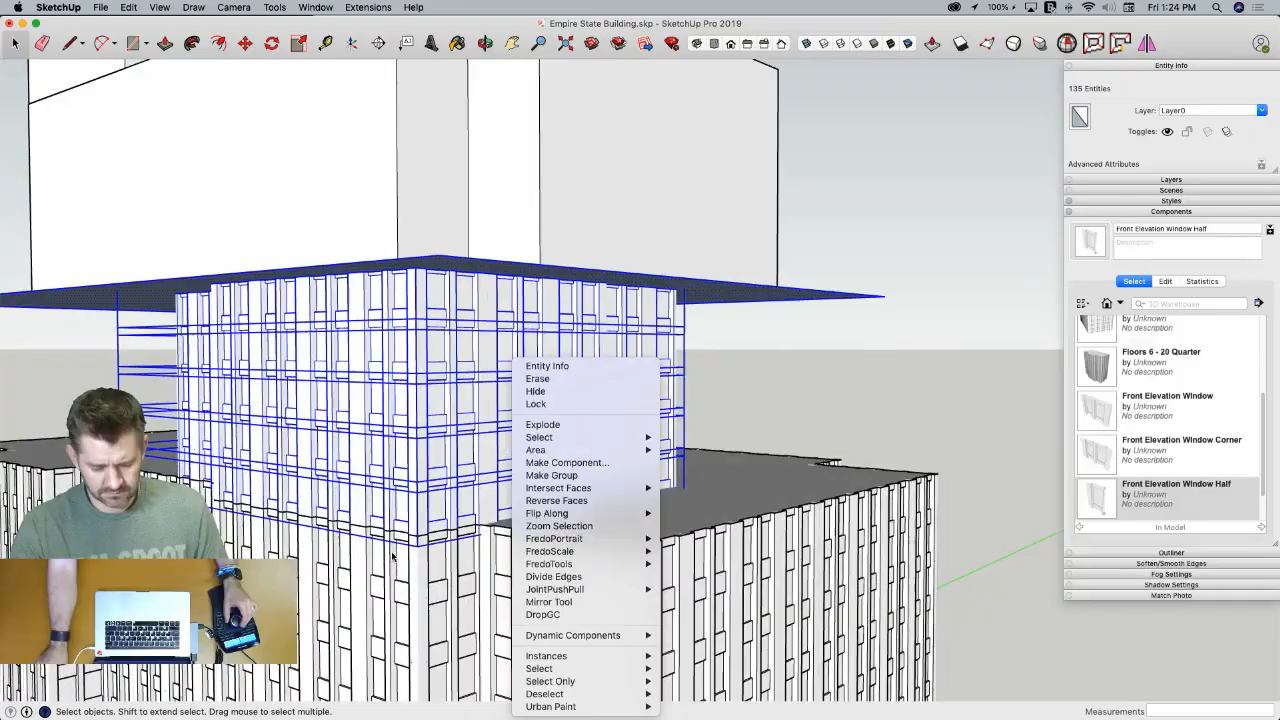 SketchUp File Edit View Draw Camera Tools Window Extensions Help 100% Fri 1:24 PM
Empire State Building.skp - SketchUp Pro 2019
Entity Info
135 Entities
Layer: Layer0
Toggles:
Advanced Attributes
Layers
Scenes
Styles
Components
Front Elevation Window Half
Description
Select Edit Statistics
3D Warehouse
by Unknown
No description
Floors 6 - 20 Quarter
by Unknown
No description
Front Elevation Window
by Unknown
No description
Front Elevation Window Corner
by Unknown
No description
Front Elevation Window Half
by Unknown
No description
In Model
Outliner
Soften/Smooth Edges
Fog Settings
Shadow Settings
Match Photo
Entity Info
Erase
Hide
Lock
Explode
Select
Area
Make Component...
Make Group
Intersect Faces
Reverse Faces
Flip Along
Zoom Selection
FredoPortrait
FredoScale
FredoTools
Divide Edges
JointPushPull
Mirror Tool
DropGC
Dynamic Components
Instances
Select
Select Only
Deselect
Urban Paint
Select objects. Shift to extend select. Drag mouse to select multiple.
Measurements